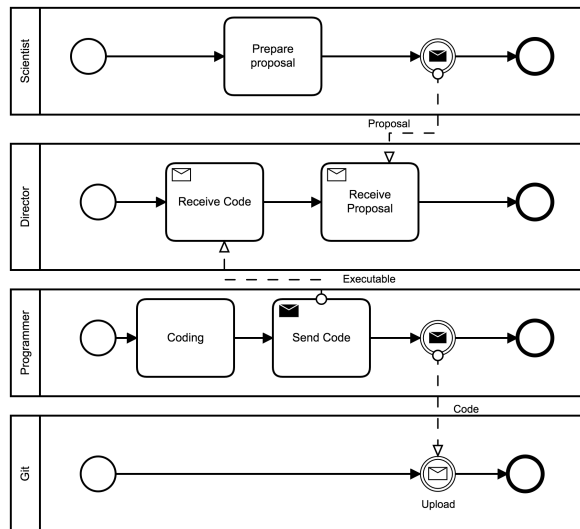 Scientist
Prepare
proposal
Proposal
Director
Receive Code
Receive
Proposal
Executable
Programmer
Coding
Send Code
Code
Git
Upload